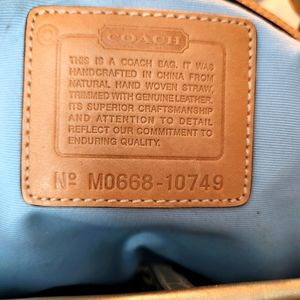 COACH
THIS IS A COACH BAG. IT WAS
HANDCRAFTED IN CHINA FROM
NATURAL HAND WOVEN STRAW,
TRIMMED WITH GENUINE LEATHER.
ITS SUPERIOR CRAFTSMANSHIP
AND ATTENTION TO DETAIL
REFLECT OUR COMMITMENT TO
ENDURING QUALITY.
Nº M0668-10749